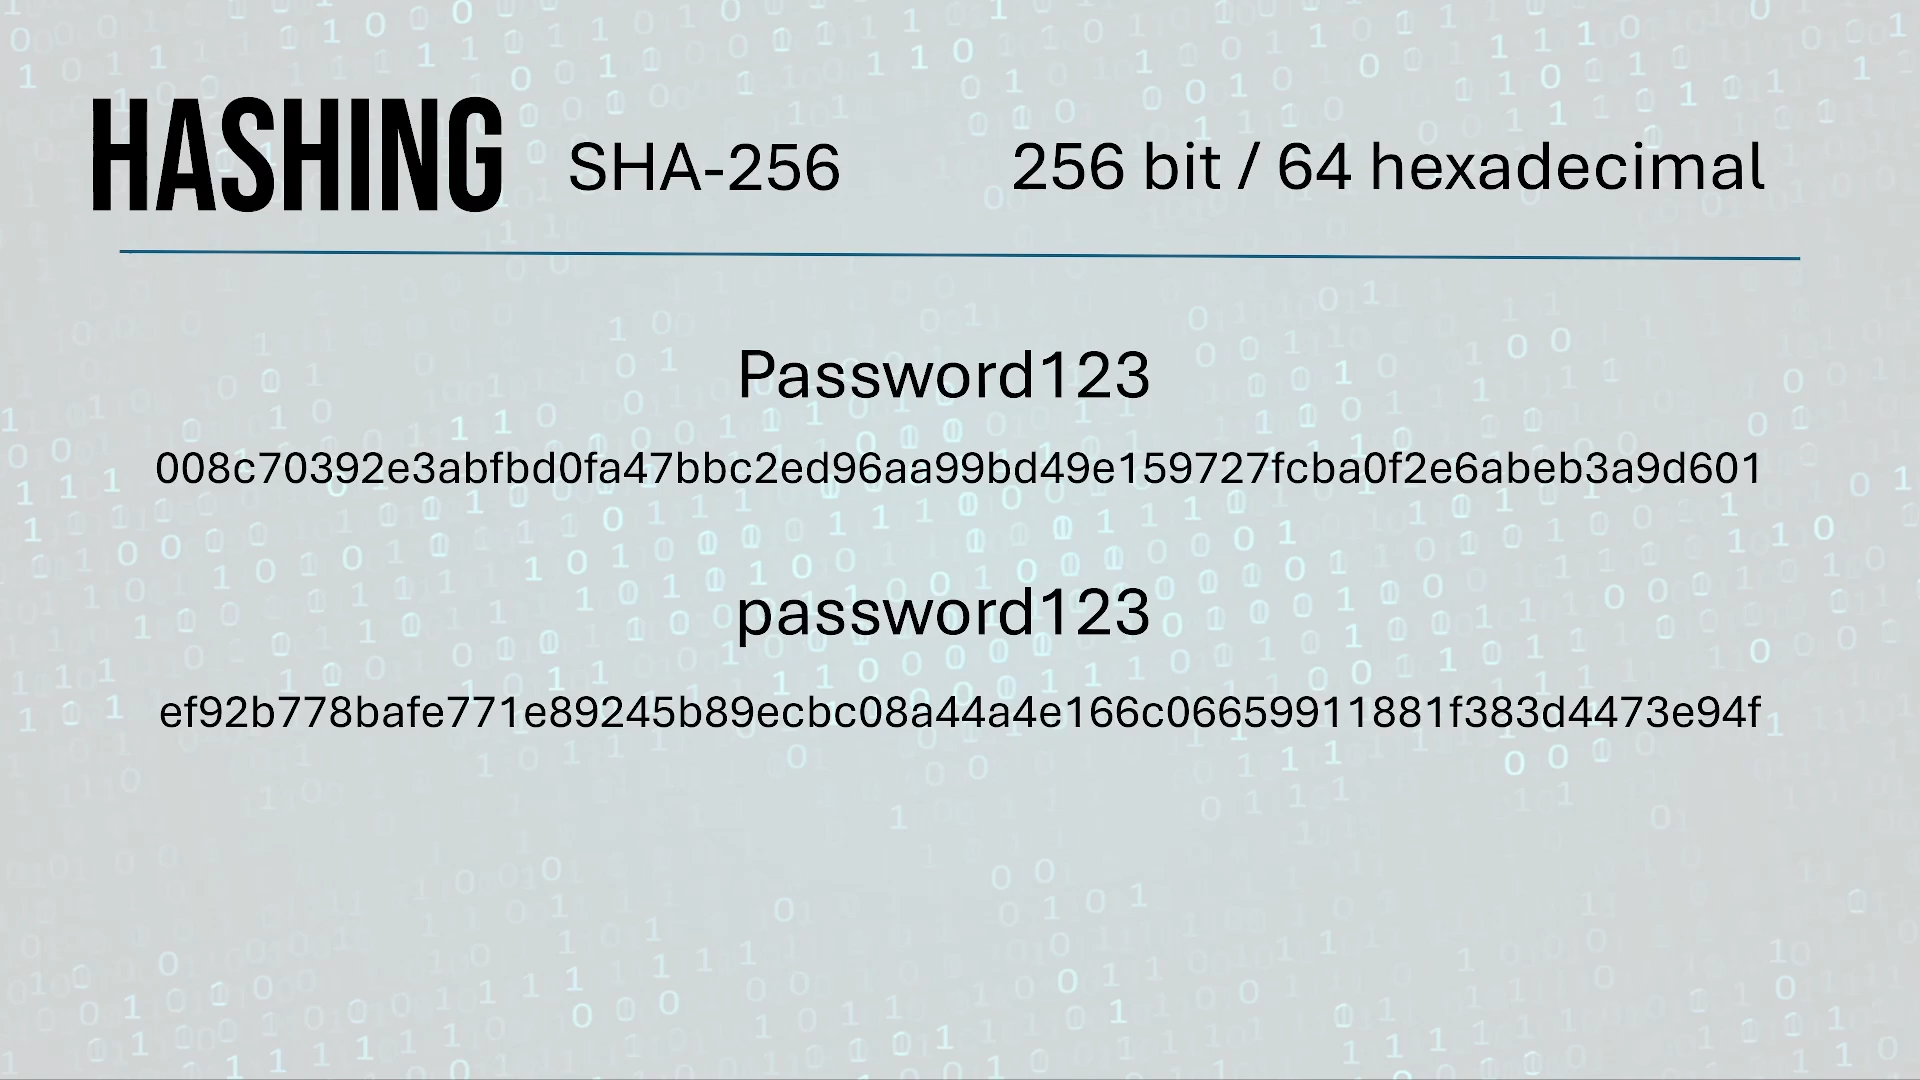 HASHING SHA-256 256 bit / 64 hexadecimal
Password123
008c70392e3abfbd0fa47bbc2ed96aa99bd49e159727fcba0f2e6abeb3a9d601
password123
ef92b778bafe771e89245b89ecbc08a44a4e166c06659911881f383d4473e94f